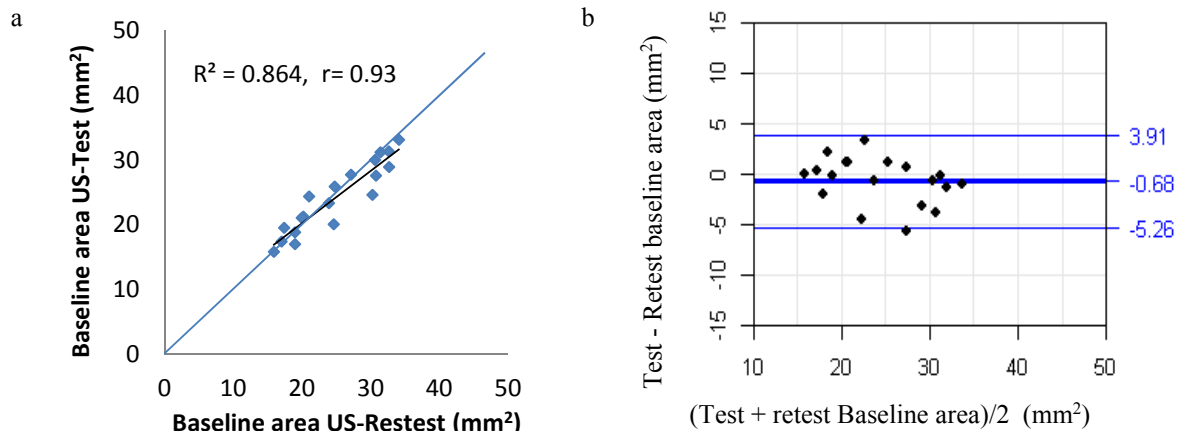 a
50
40
30
20
10
0
Baseline area US-Test (mm²)
R² = 0.864, r= 0.93
0 10 20 30 40 50
Baseline area US-Restest (mm²)
b
15
10
5
0
-5
-10
-15
Test - Retest baseline area (mm²)
3.91
-0.68
-5.26
10 20 30 40 50
(Test + retest Baseline area)/2 (mm²)